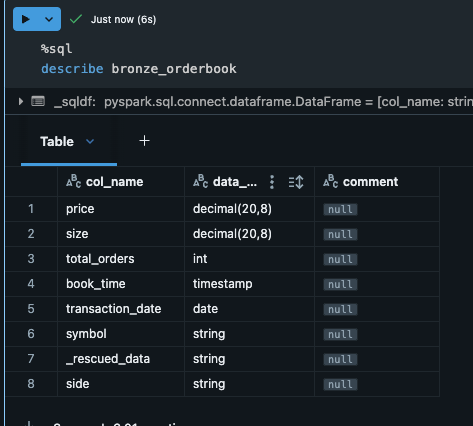 Just now (6s)
%sql
describe bronze_orderbook
_sqldf: pyspark.sql.connect.dataframe.DataFrame = [col_name: strin
Table
col_name data_... comment
1 price decimal(20,8) null
2 size decimal(20,8) null
3 total_orders int null
4 book_time timestamp null
5 transaction_date date null
6 symbol string null
7 _rescued_data string null
8 side string null